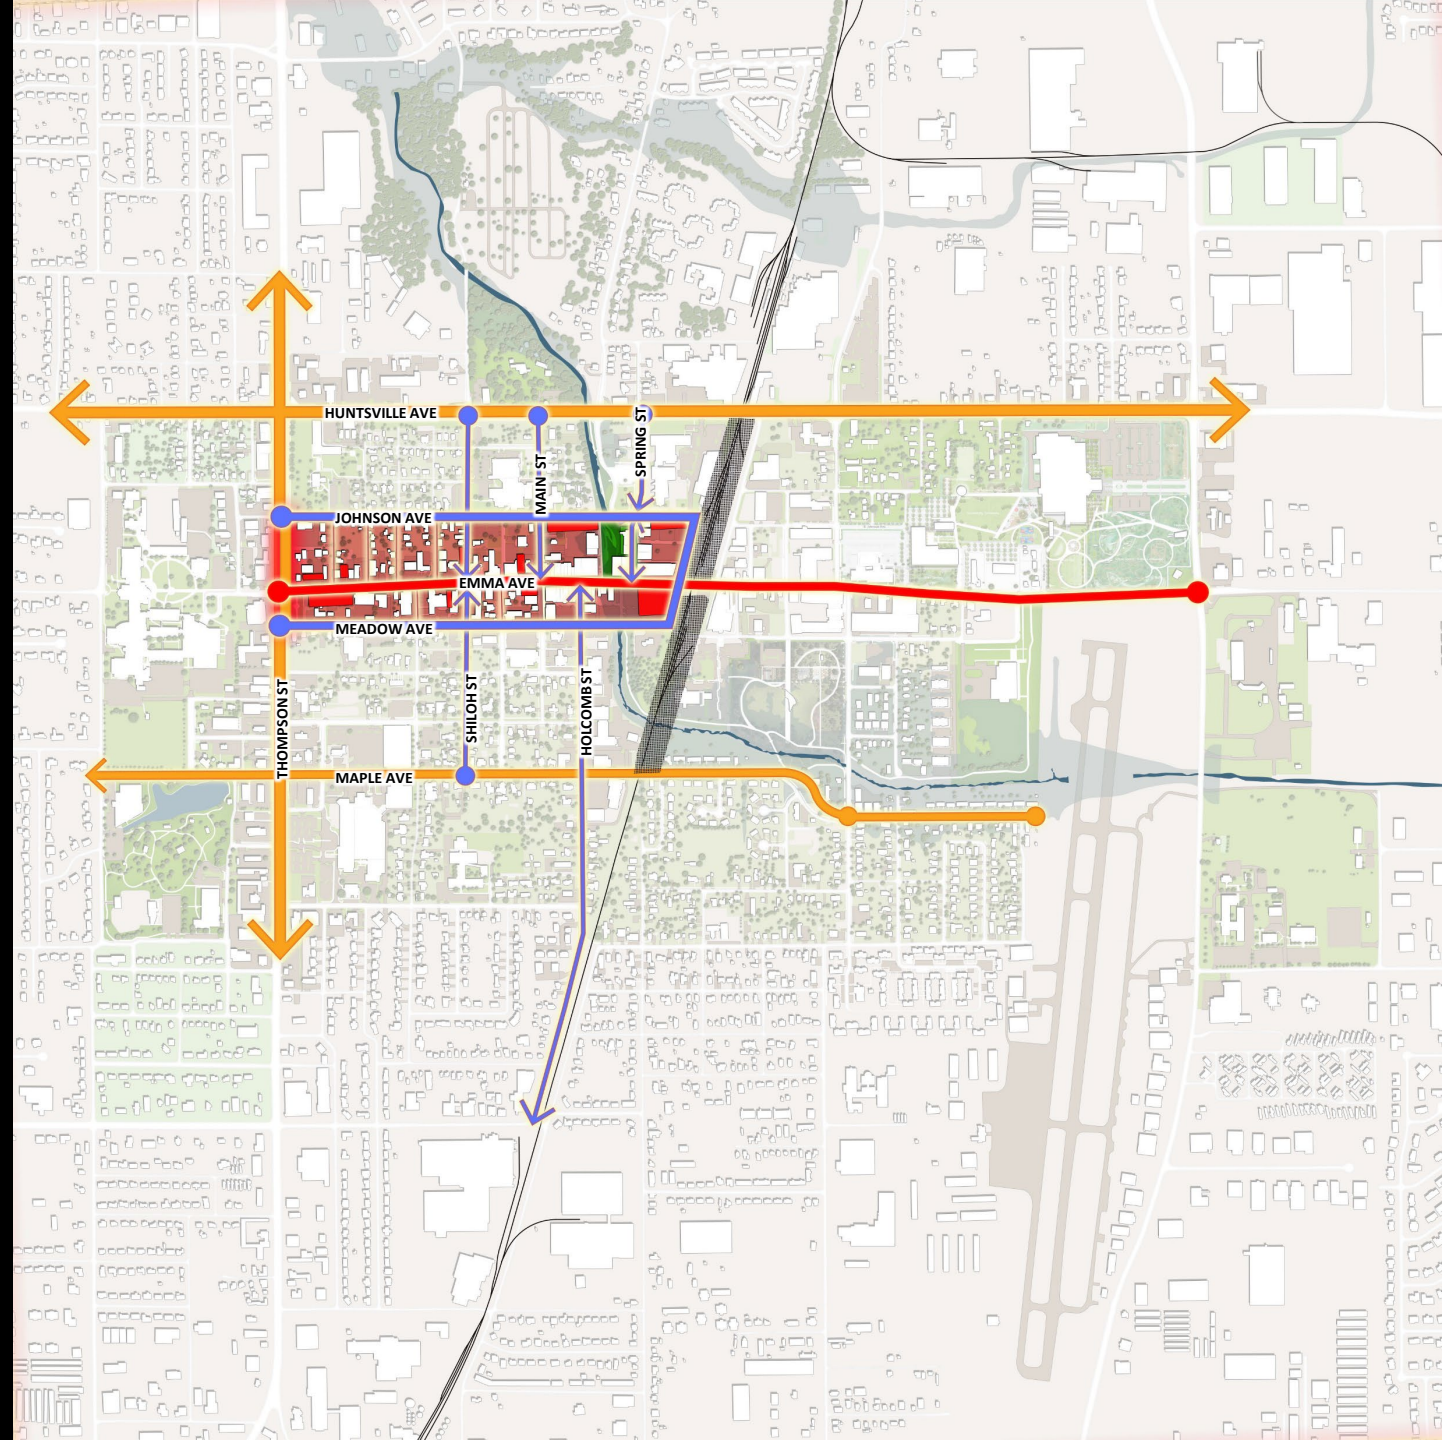 HUNTSVILLE AVE
SPRING ST
MAIN ST
JOHNSON AVE
EMMA AVE
MEADOW AVE
THOMPSON ST
SHILOH ST
HOLCOMB ST
MAPLE AVE